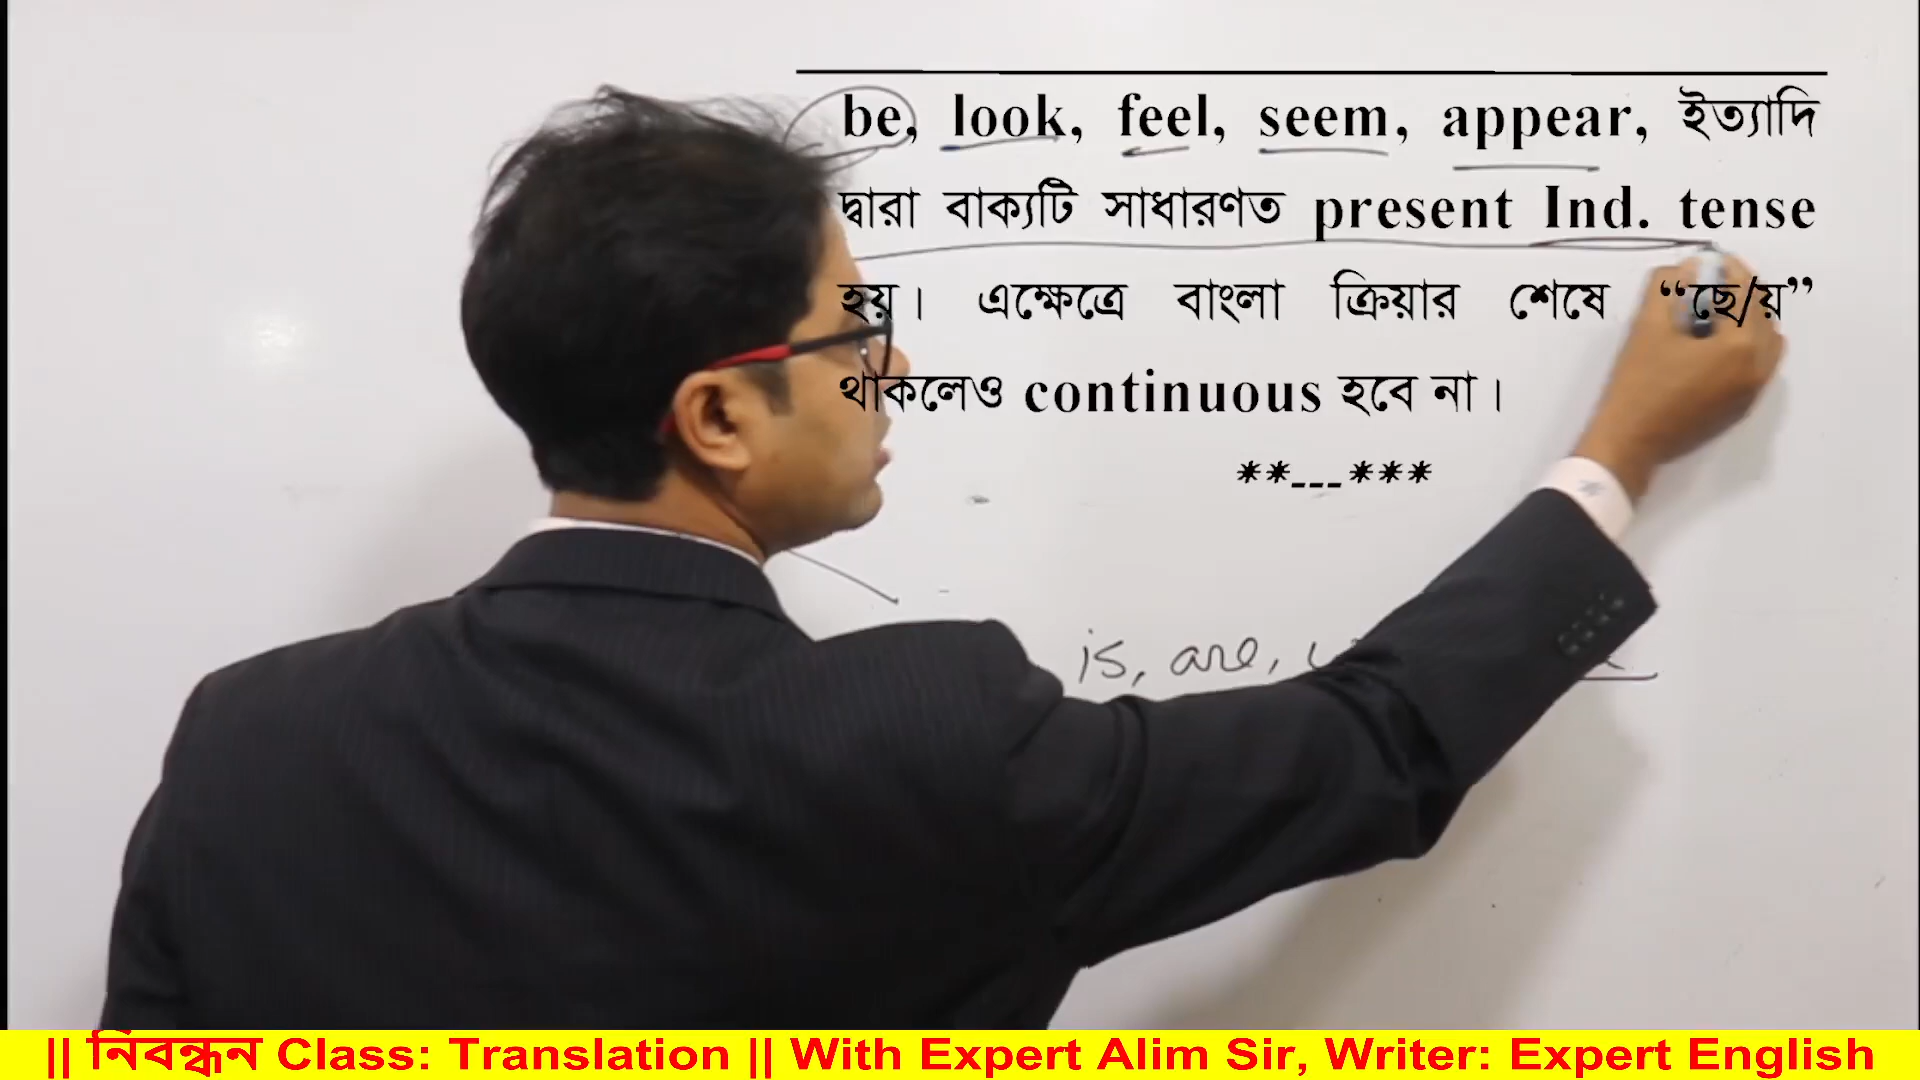 be, look, feel, seem, appear, ইত্যাদি
দ্বারা বাক্যটি সাধারণত present Ind. tense
হয়। এক্ষেত্রে বাংলা ক্রিয়ার শেষে “ছে/য়”
থাকলেও continuous হবে না।
**---***
is, are,
|| নিবন্ধন Class: Translation || With Expert Alim Sir, Writer: Expert English